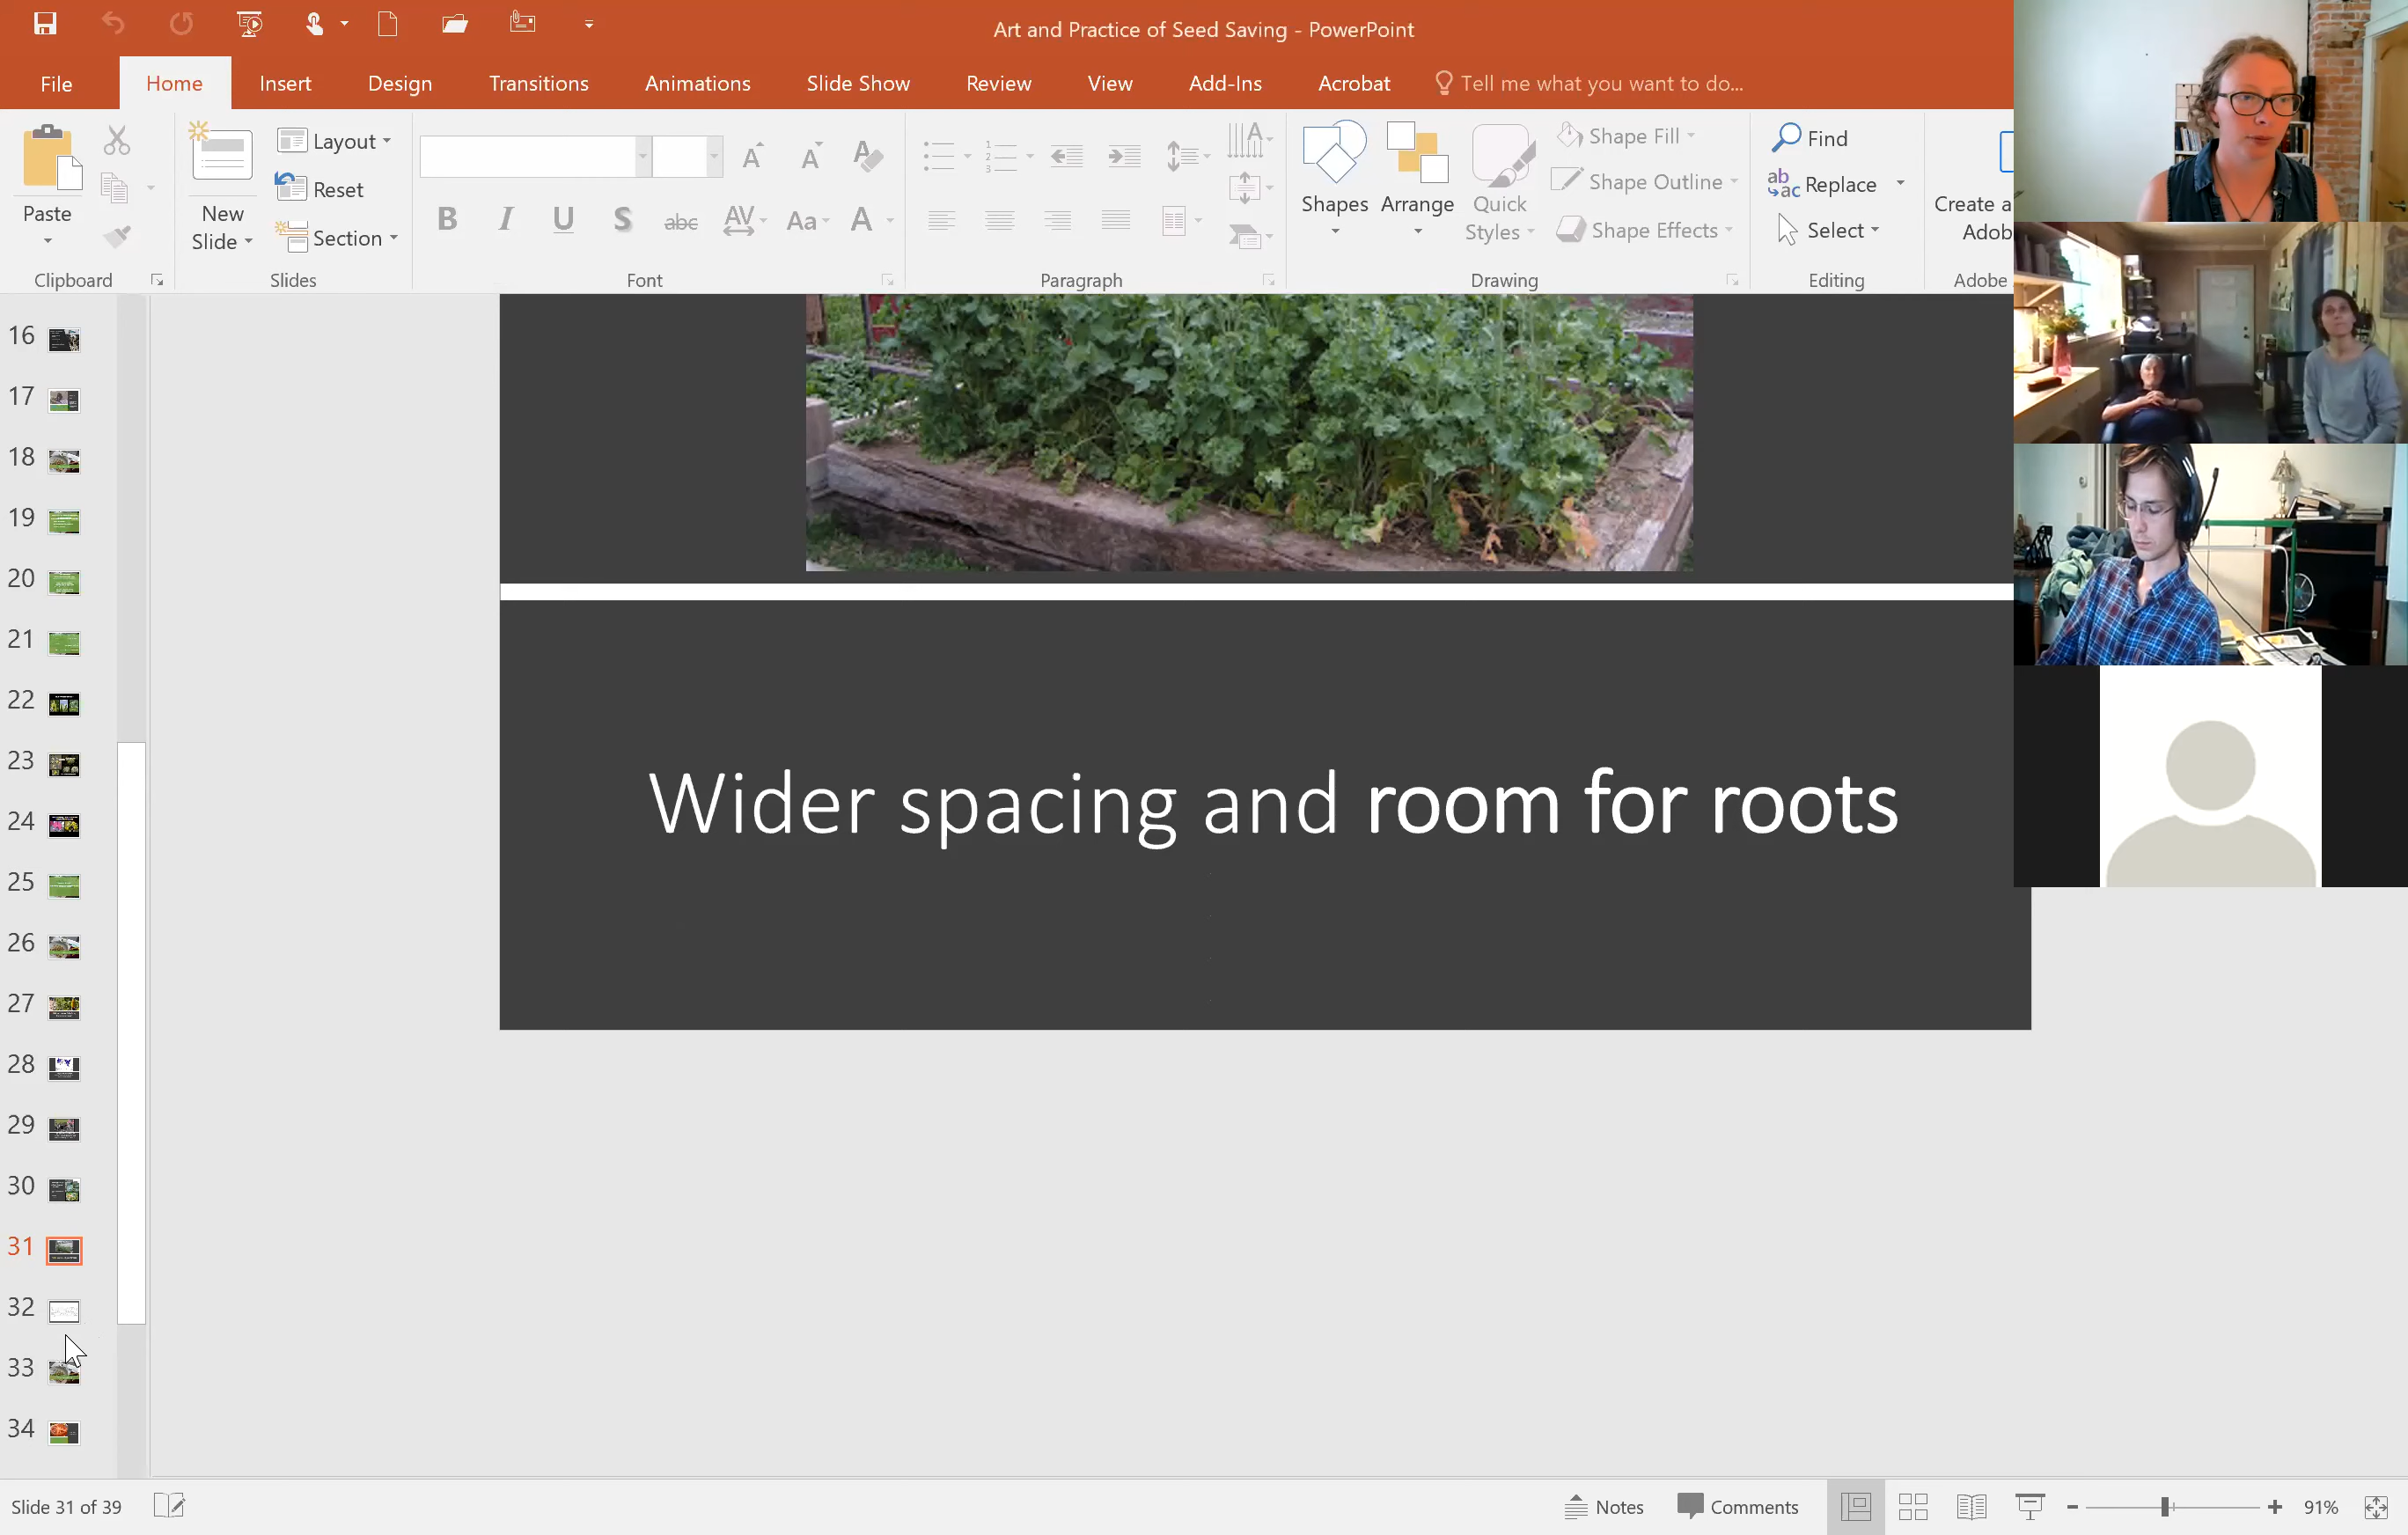 Art and Practice of Seed Saving - PowerPoint
File Home Insert Design Transitions Animations Slide Show Review View Add-Ins Acrobat Tell me what you want to do...
Paste
New
Slide
Layout
Reset
Section
B I U S abc AV Aa A
Shapes
Arrange
Quick
Styles
Shape Fill
Shape Outline
Shape Effects
Find
Replace
Select
Create a
Adob
Clipboard Slides Font Paragraph Drawing Editing Adobe
16
17
18
19
20
21
22
23
24
25
26
27
28
29
30
31
32
33
34
Wider spacing and room for roots
Slide 31 of 39 Notes Comments 91%